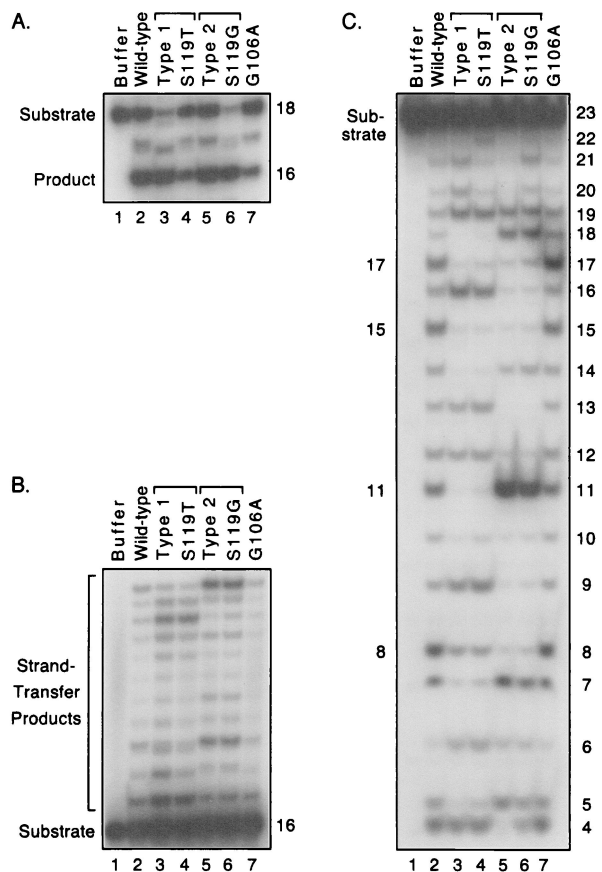 A.
Buffer
Wild-type
Type 1
S119T
Type 2
S119G
G106A
Substrate
18
Product
16
1 2 3 4 5 6 7
B.
Buffer
Wild-type
Type 1
S119T
Type 2
S119G
G106A
Strand-
Transfer
Products
Substrate
16
1 2 3 4 5 6 7
C.
Buffer
Wild-type
Type 1
S119T
Type 2
S119G
G106A
Sub-
strate
23
22
21
20
19
18
17 17
16
15 15
14
13
12
11 11
10
9
8 8
7
6
5
4
1 2 3 4 5 6 7